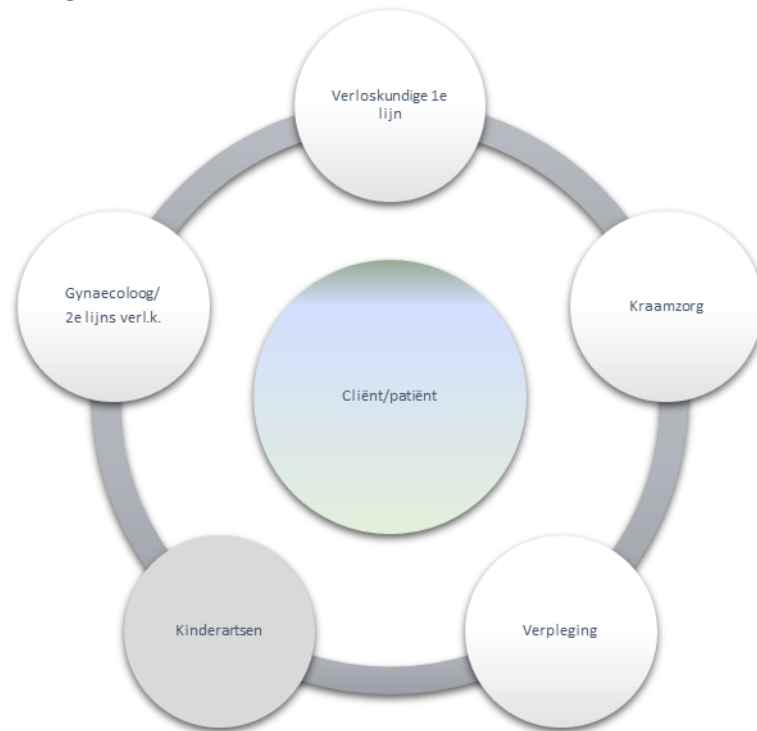 Verloskundige 1e
lijn
Gynaecoloog/
2e lijns verl.k.
Kraamzorg
Cliënt/patiënt
Kinderartsen
Verpleging